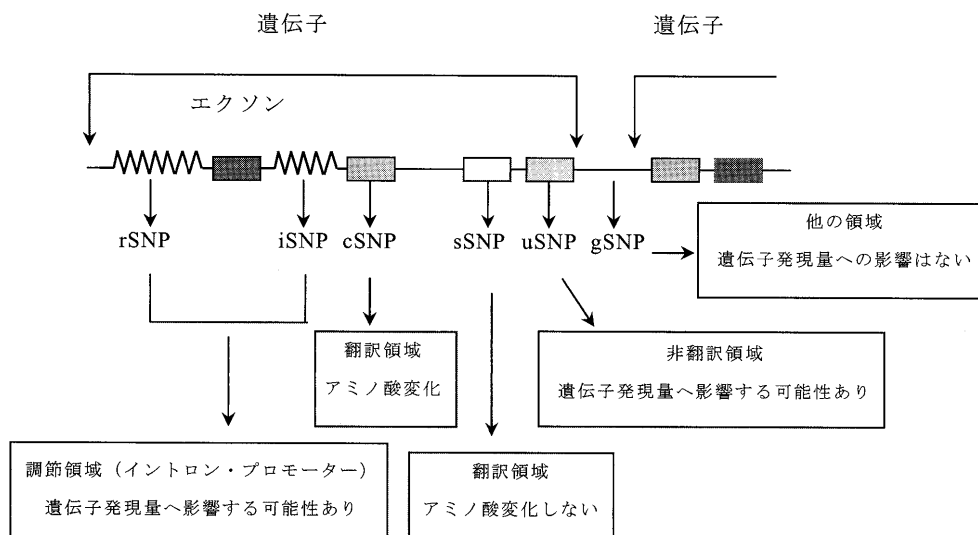 遺伝子
遺伝子
エクソン
rSNP
iSNP
cSNP
sSNP
uSNP
gSNP
他の領域
遺伝子発現量への影響はない
翻訳領域
アミノ酸変化
非翻訳領域
遺伝子発現量へ影響する可能性あり
調節領域（イントロン・プロモーター）
遺伝子発現量へ影響する可能性あり
翻訳領域
アミノ酸変化しない